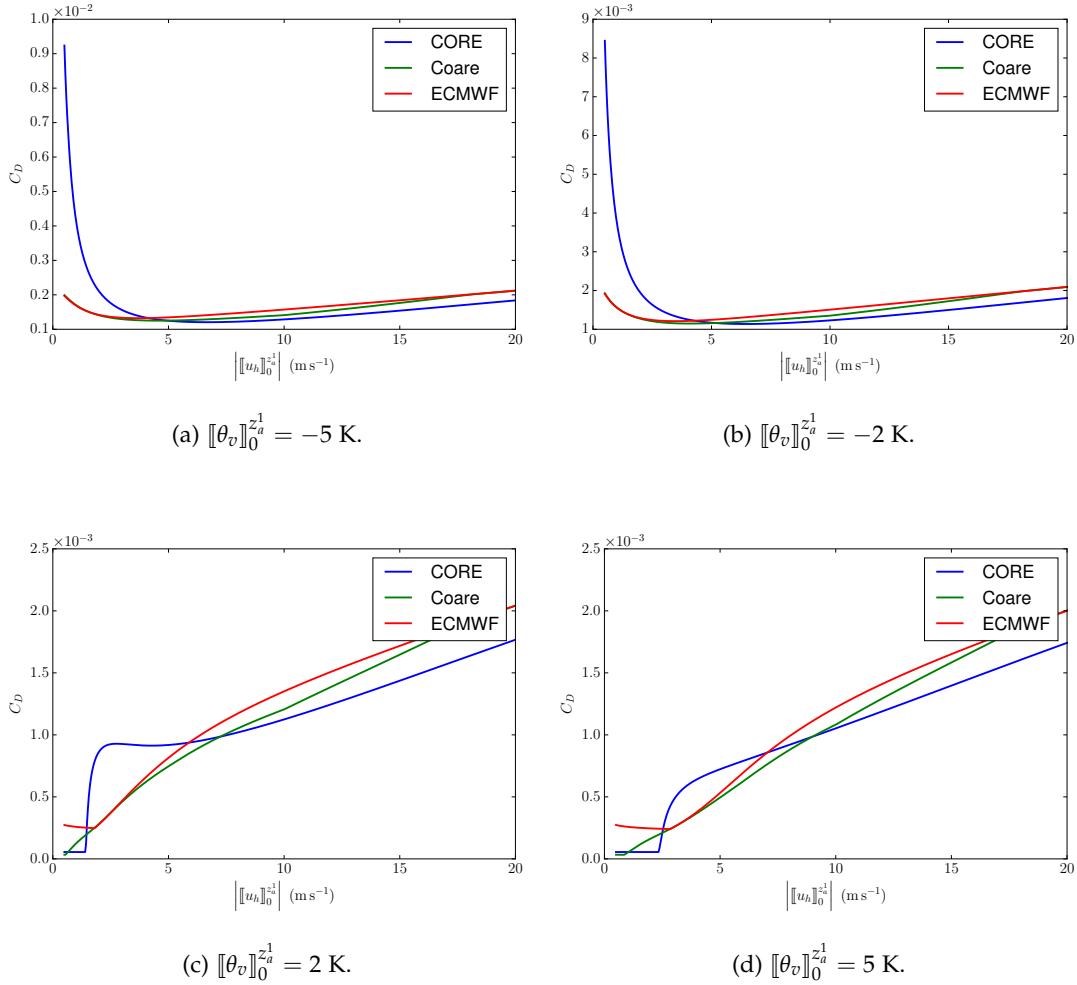 ×10⁻²
1.0
0.9
0.8
0.7
0.6
0.5
0.4
0.3
0.2
0.1
C_D
0 5 10 15 20
|⟦u_h⟧_0^{z_a^1}| (m s⁻¹)
CORE
Coare
ECMWF
(a) ⟦θ_v⟧_0^{z_a^1} = −5 K.
×10⁻³
9
8
7
6
5
4
3
2
1
C_D
0 5 10 15 20
|⟦u_h⟧_0^{z_a^1}| (m s⁻¹)
CORE
Coare
ECMWF
(b) ⟦θ_v⟧_0^{z_a^1} = −2 K.
×10⁻³
2.5
2.0
1.5
1.0
0.5
0.0
C_D
0 5 10 15 20
|⟦u_h⟧_0^{z_a^1}| (m s⁻¹)
CORE
Coare
ECMWF
(c) ⟦θ_v⟧_0^{z_a^1} = 2 K.
×10⁻³
2.5
2.0
1.5
1.0
0.5
0.0
C_D
0 5 10 15 20
|⟦u_h⟧_0^{z_a^1}| (m s⁻¹)
CORE
Coare
ECMWF
(d) ⟦θ_v⟧_0^{z_a^1} = 5 K.